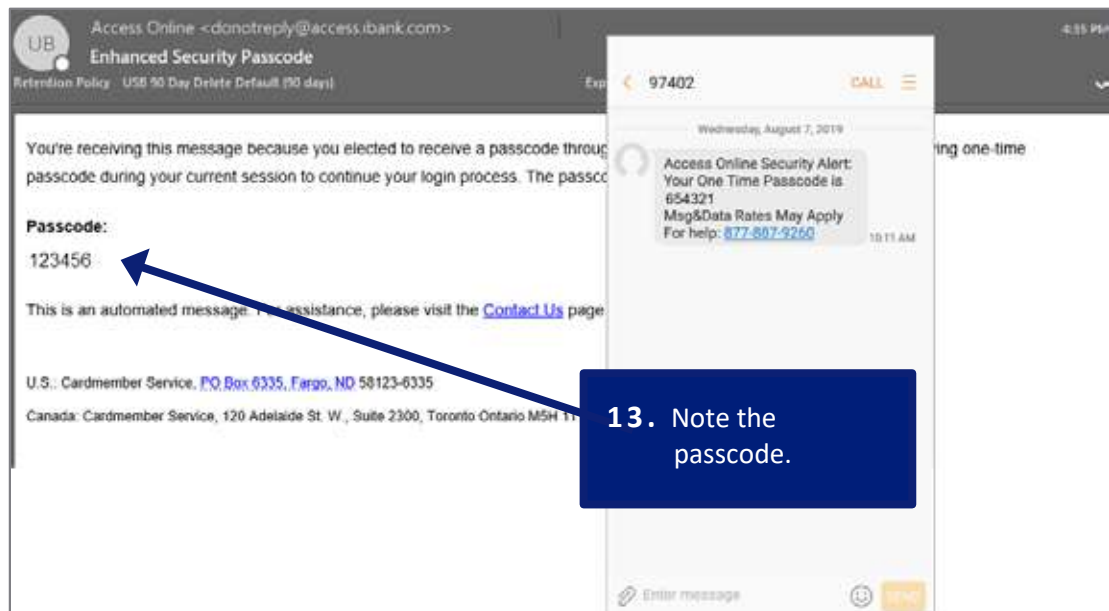 UB
Access Online <donotreply@access.ibank.com>
Enhanced Security Passcode
4:55 PM
Retention Policy USB 90 Day Delete Default (90 days)
Exp
You're receiving this message because you elected to receive a passcode throug
ing one-time
passcode during your current session to continue your login process. The passco
Passcode:
123456
This is an automated message. assistance, please visit the Contact Us page
U.S.. Cardmember Service, PO Box 6335, Fargo, ND 58123-6335
Canada: Cardmember Service, 120 Adelaide St. W., Suite 2300, Toronto Ontario M5H
97402
CALL
Wednesday, August 7, 2019
Access Online Security Alert:
Your One Time Passcode is
654321
Msg&Data Rates May Apply
For help: 877-887-9260
10:11 AM
13. Note the
passcode.
Enter message
SEND